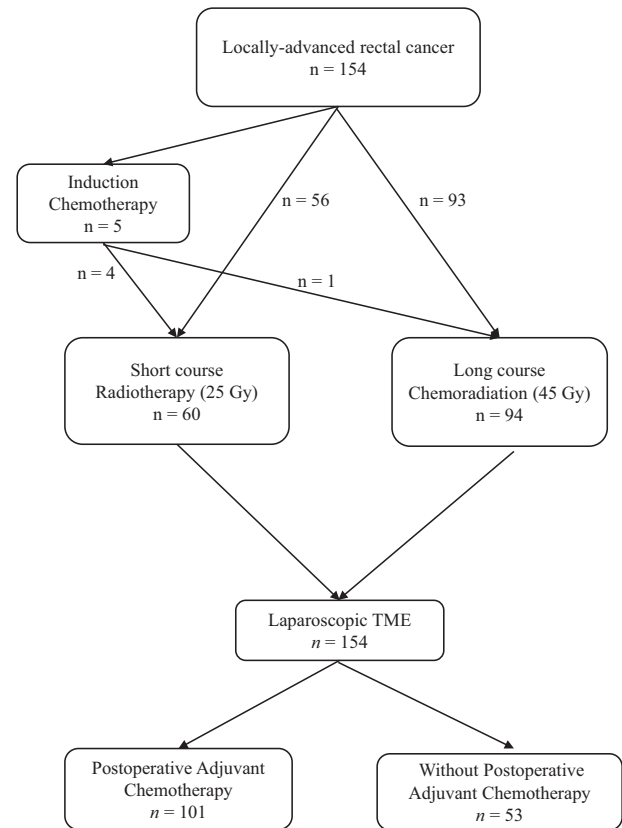 Locally-advanced rectal cancer
n = 154
Induction
Chemotherapy
n = 5
n = 56
n = 93
n = 4
n = 1
Short course
Radiotherapy (25 Gy)
n = 60
Long course
Chemoradiation (45 Gy)
n = 94
Laparoscopic TME
n = 154
Postoperative Adjuvant
Chemotherapy
n = 101
Without Postoperative
Adjuvant Chemotherapy
n = 53